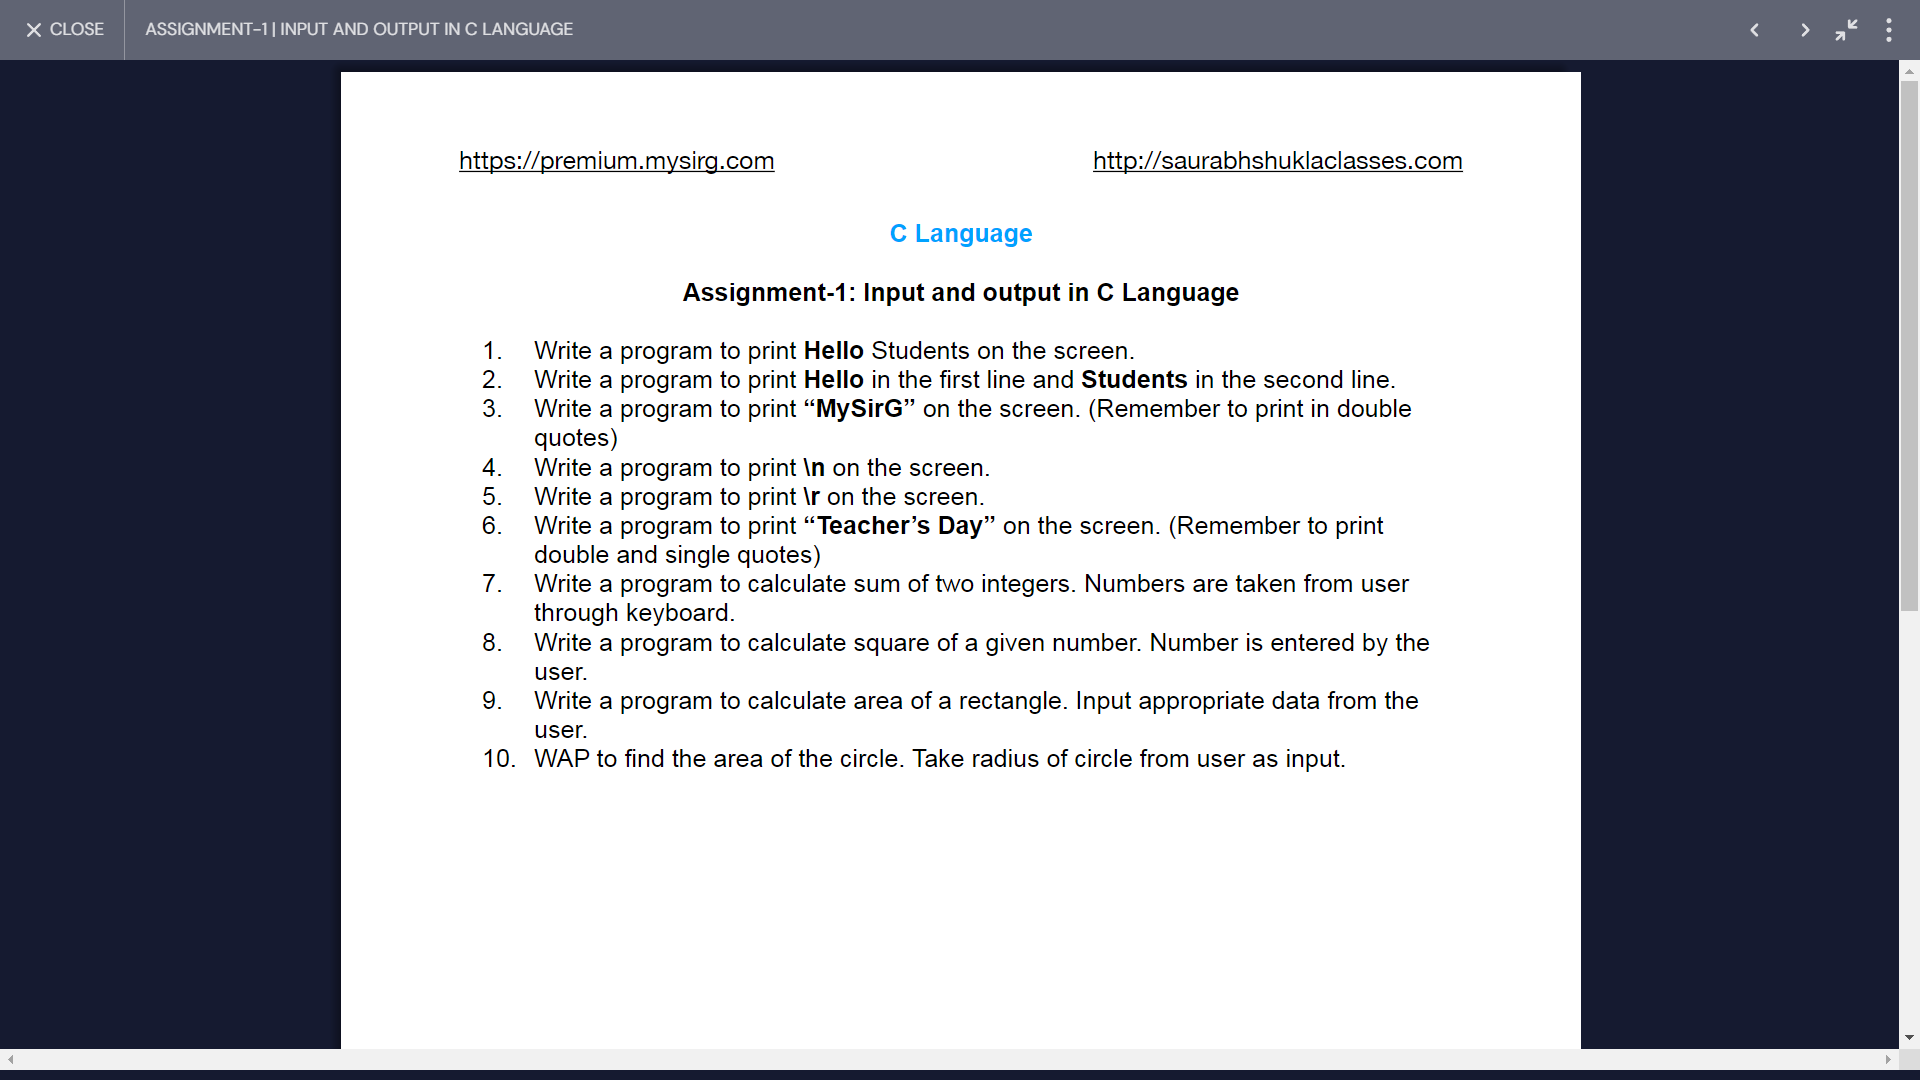 CLOSE
ASSIGNMENT-1 | INPUT AND OUTPUT IN C LANGUAGE
https://premium.mysirg.com
http://saurabhshuklaclasses.com
C Language
Assignment-1: Input and output in C Language
1. Write a program to print Hello Students on the screen.
2. Write a program to print Hello in the first line and Students in the second line.
3. Write a program to print “MySirG” on the screen. (Remember to print in double
quotes)
4. Write a program to print \n on the screen.
5. Write a program to print \r on the screen.
6. Write a program to print “Teacher’s Day” on the screen. (Remember to print
double and single quotes)
7. Write a program to calculate sum of two integers. Numbers are taken from user
through keyboard.
8. Write a program to calculate square of a given number. Number is entered by the
user.
9. Write a program to calculate area of a rectangle. Input appropriate data from the
user.
10. WAP to find the area of the circle. Take radius of circle from user as input.